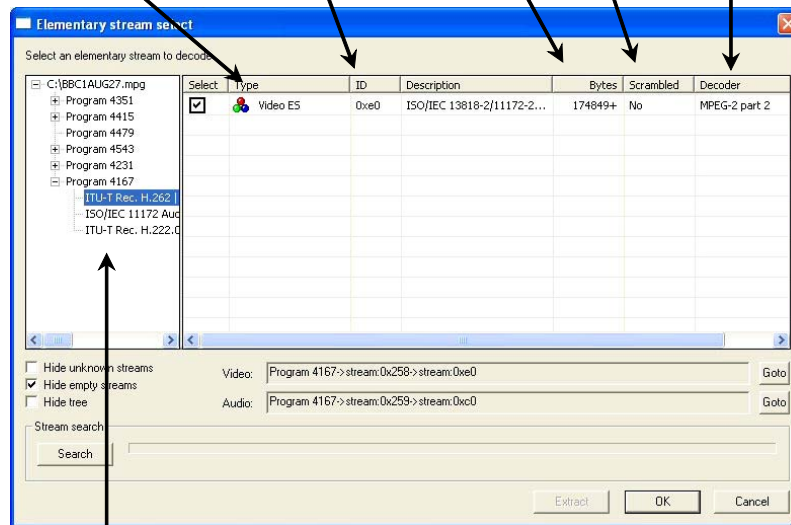 Elementary stream select
Select an elementary stream to decode
C:\BBC1AUG27.mpg
Program 4351
Program 4415
Program 4479
Program 4543
Program 4231
Program 4167
ITU-T Rec. H.262 |
ISO/IEC 11172 Aud
ITU-T Rec. H.222.0
Select Type ID Description Bytes Scrambled Decoder
Video ES 0xe0 ISO/IEC 13818-2/11172-2... 174849+ No MPEG-2 part 2
Hide unknown streams
Hide empty streams
Hide tree
Video: Program 4167->stream:0x258->stream:0xe0 Goto
Audio: Program 4167->stream:0x259->stream:0xc0 Goto
Stream search
Search
Extract OK Cancel